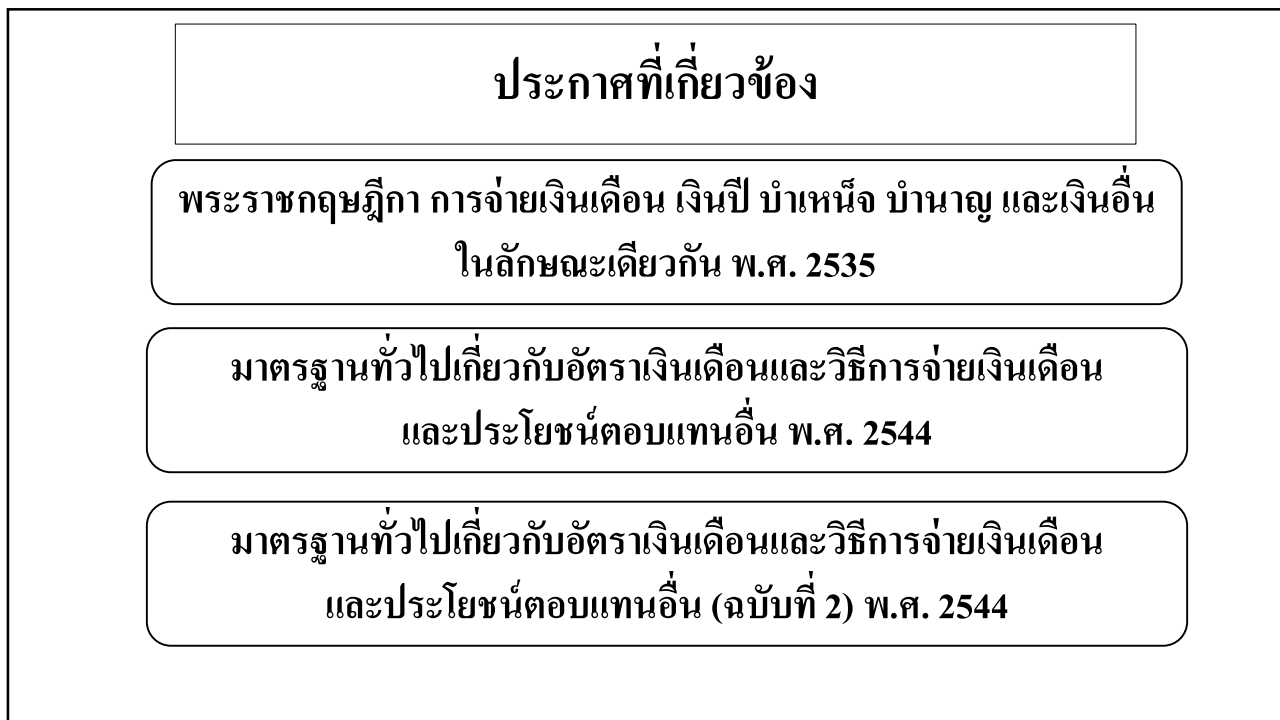 ประกาศที่เกี่ยวข้อง
พระราชกฤษฎีกา การจ่ายเงินเดือน เงินปี บำเหน็จ บำนาญ และเงินอื่น
ในลักษณะเดียวกัน พ.ศ. 2535
มาตรฐานทั่วไปเกี่ยวกับอัตราเงินเดือนและวิธีการจ่ายเงินเดือน
และประโยชน์ตอบแทนอื่น พ.ศ. 2544
มาตรฐานทั่วไปเกี่ยวกับอัตราเงินเดือนและวิธีการจ่ายเงินเดือน
และประโยชน์ตอบแทนอื่น (ฉบับที่ 2) พ.ศ. 2544